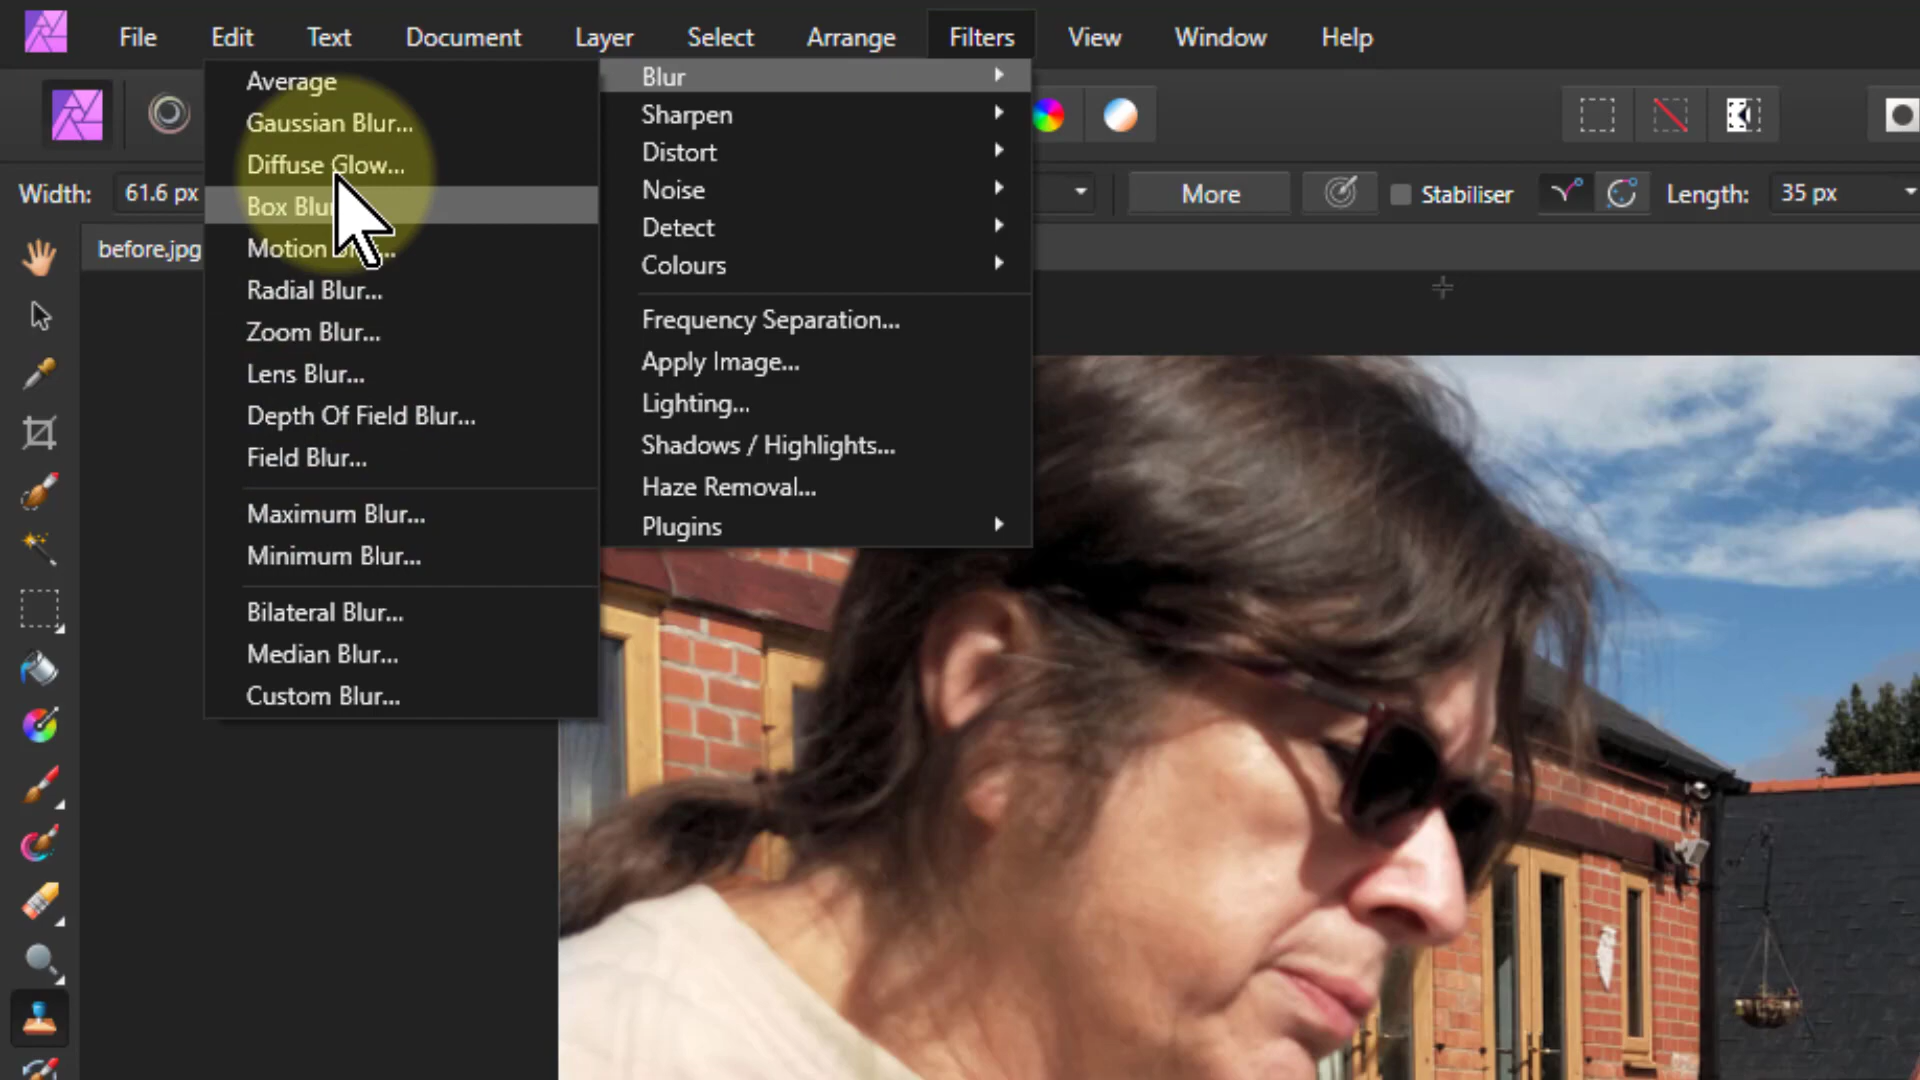 File Edit Text Document Layer Select Arrange Filters View Window Help
Width: 61.6 px
More
Stabiliser
Length: 35 px
before.jpg
Average
Gaussian Blur...
Diffuse Glow...
Box Blur
Motion
Radial Blur...
Zoom Blur...
Lens Blur...
Depth Of Field Blur...
Field Blur...
Maximum Blur...
Minimum Blur...
Bilateral Blur...
Median Blur...
Custom Blur...
Blur
Sharpen
Distort
Noise
Detect
Colours
Frequency Separation...
Apply Image...
Lighting...
Shadows / Highlights...
Haze Removal...
Plugins